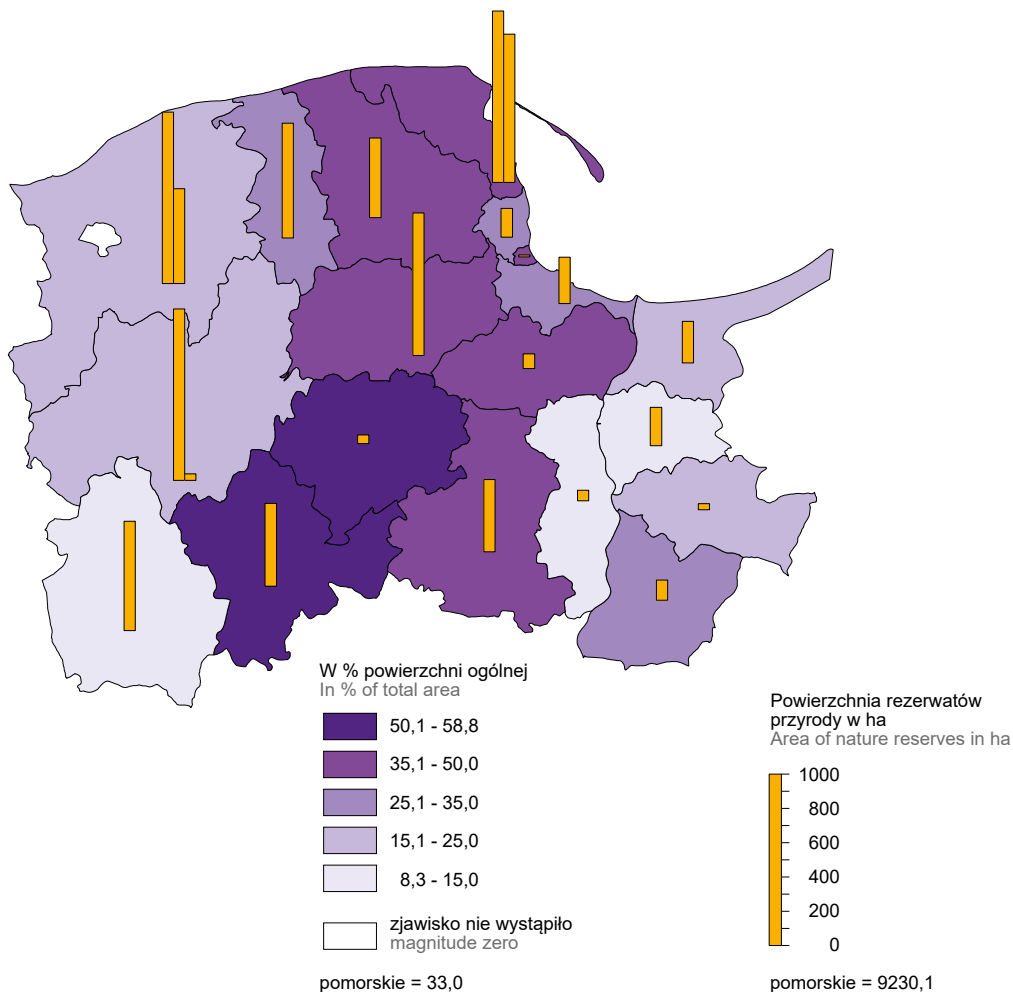 W % powierzchni ogólnej
In % of total area
50,1 - 58,8
35,1 - 50,0
25,1 - 35,0
15,1 - 25,0
8,3 - 15,0
zjawisko nie wystąpiło
magnitude zero
pomorskie = 33,0
Powierzchnia rezerwatów
przyrody w ha
Area of nature reserves in ha
1000
800
600
400
200
0
pomorskie = 9230,1